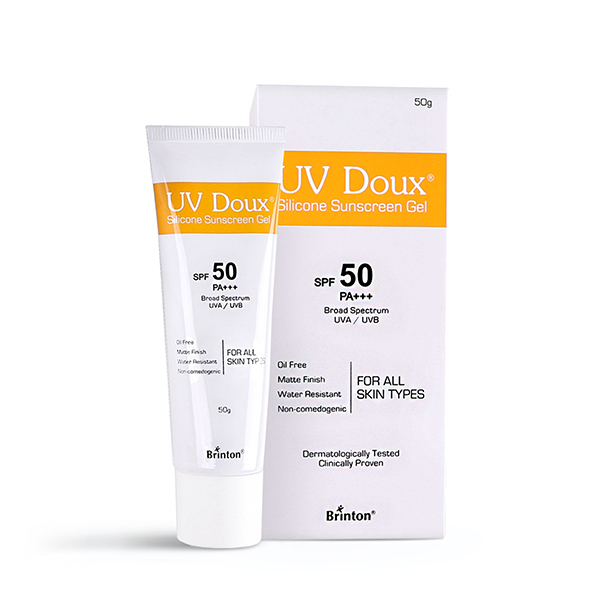 UV Doux®
Silicone Sunscreen Gel
SPF 50
PA+++
Broad Spectrum
UVA / UVB
Oil Free
Matte Finish
Water Resistant
Non-comedogenic
FOR ALL
SKIN TYPES
50g
Brinton®
50g
UV Doux®
Silicone Sunscreen Gel
SPF 50
PA+++
Broad Spectrum
UVA / UVB
Oil Free
Matte Finish
Water Resistant
Non-comedogenic
FOR ALL
SKIN TYPES
Dermatologically Tested
Clinically Proven
Brinton®